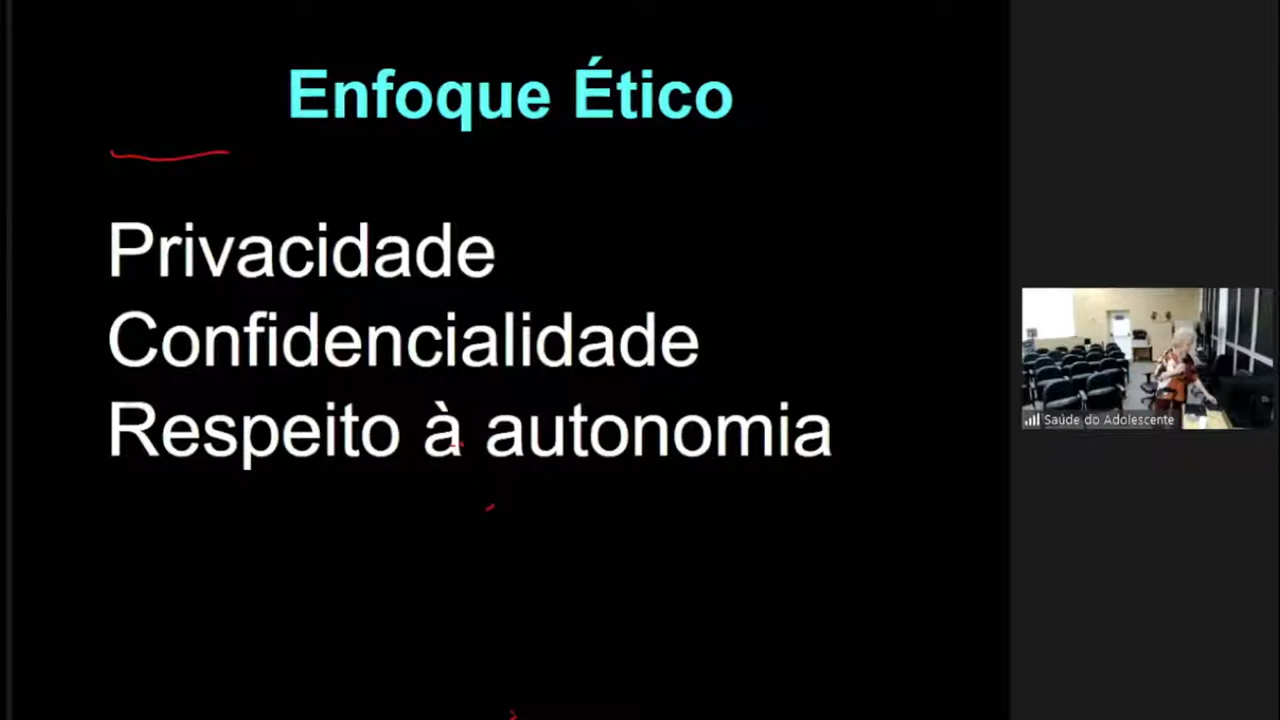 Enfoque Ético
Privacidade
Confidencialidade
Respeito à autonomia
Saúde do Adolescente